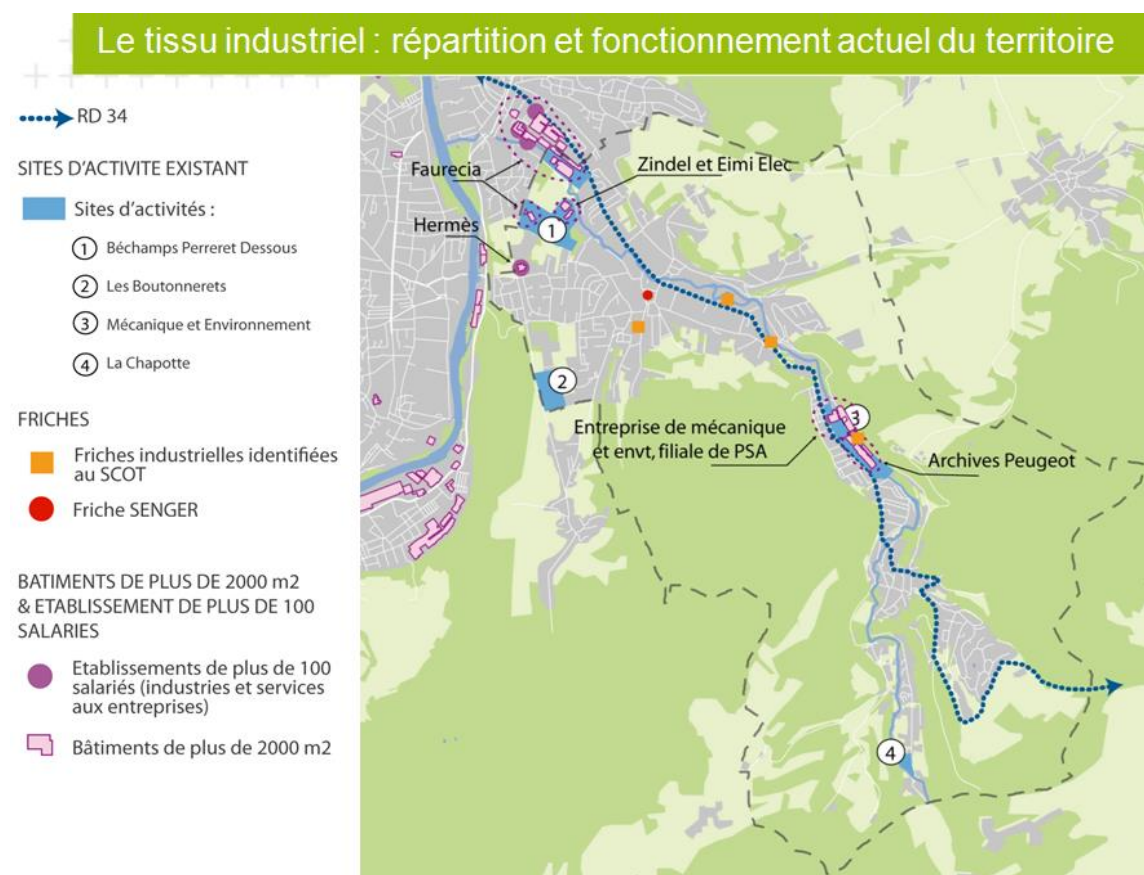 Le tissu industriel : répartition et fonctionnement actuel du territoire
RD 34
SITES D'ACTIVITE EXISTANT
Sites d'activités :
1 Béchamps Perreret Dessous
2 Les Boutonnerets
3 Mécanique et Environnement
4 La Chapotte
FRICHES
Friches industrielles identifiées
au SCOT
Friche SENGER
BATIMENTS DE PLUS DE 2000 m2
& ETABLISSEMENT DE PLUS DE 100
SALARIES
Etablissements de plus de 100
salariés (industries et services
aux entreprises)
Bâtiments de plus de 2000 m2
Faurecia
Zindel et Eimi Elec
Hermès
1
2
3
Entreprise de mécanique
et envt, filiale de PSA
Archives Peugeot
4